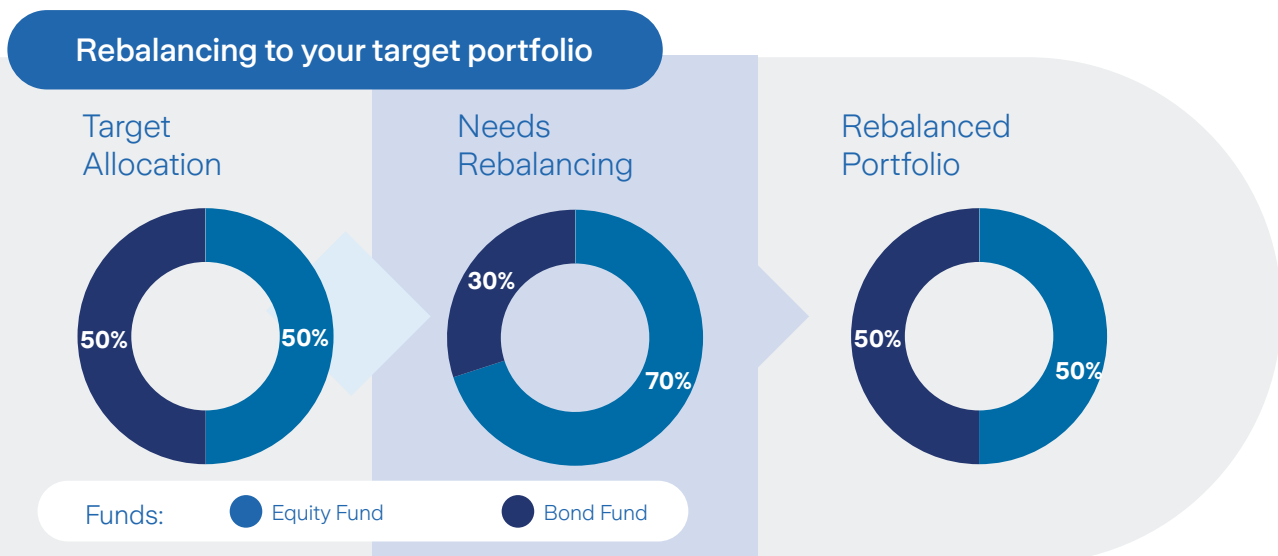 Rebalancing to your target portfolio
Target
Allocation
50%
50%
Needs
Rebalancing
30%
70%
Rebalanced
Portfolio
50%
50%
Funds:
Equity Fund
Bond Fund